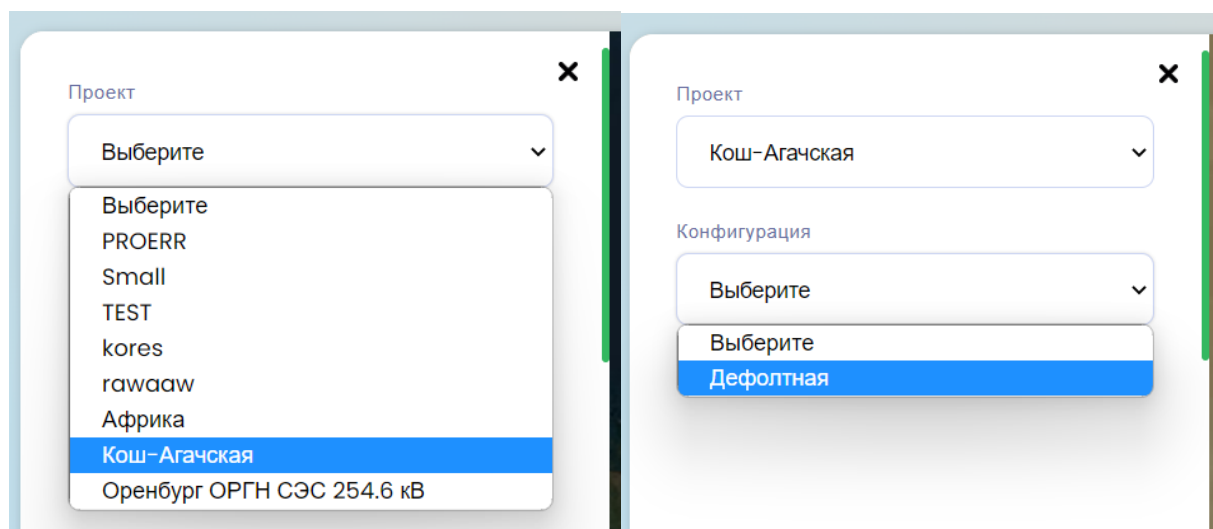 Проект
Выберите
Выберите
PROERR
Small
TEST
kores
rawaaw
Африка
Кош-Агачская
Оренбург ОРГН СЭС 254.6 кВ
Проект
Кош-Агачская
Конфигурация
Выберите
Выберите
Дефолтная